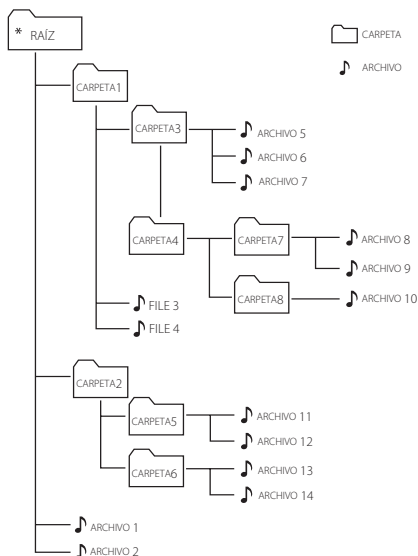 * RAÍZ
CARPETA
ARCHIVO
CARPETA1
CARPETA3
ARCHIVO 5
ARCHIVO 6
ARCHIVO 7
CARPETA4
CARPETA7
ARCHIVO 8
ARCHIVO 9
CARPETA8
ARCHIVO 10
FILE 3
FILE 4
CARPETA2
CARPETA5
ARCHIVO 11
ARCHIVO 12
CARPETA6
ARCHIVO 13
ARCHIVO 14
ARCHIVO 1
ARCHIVO 2